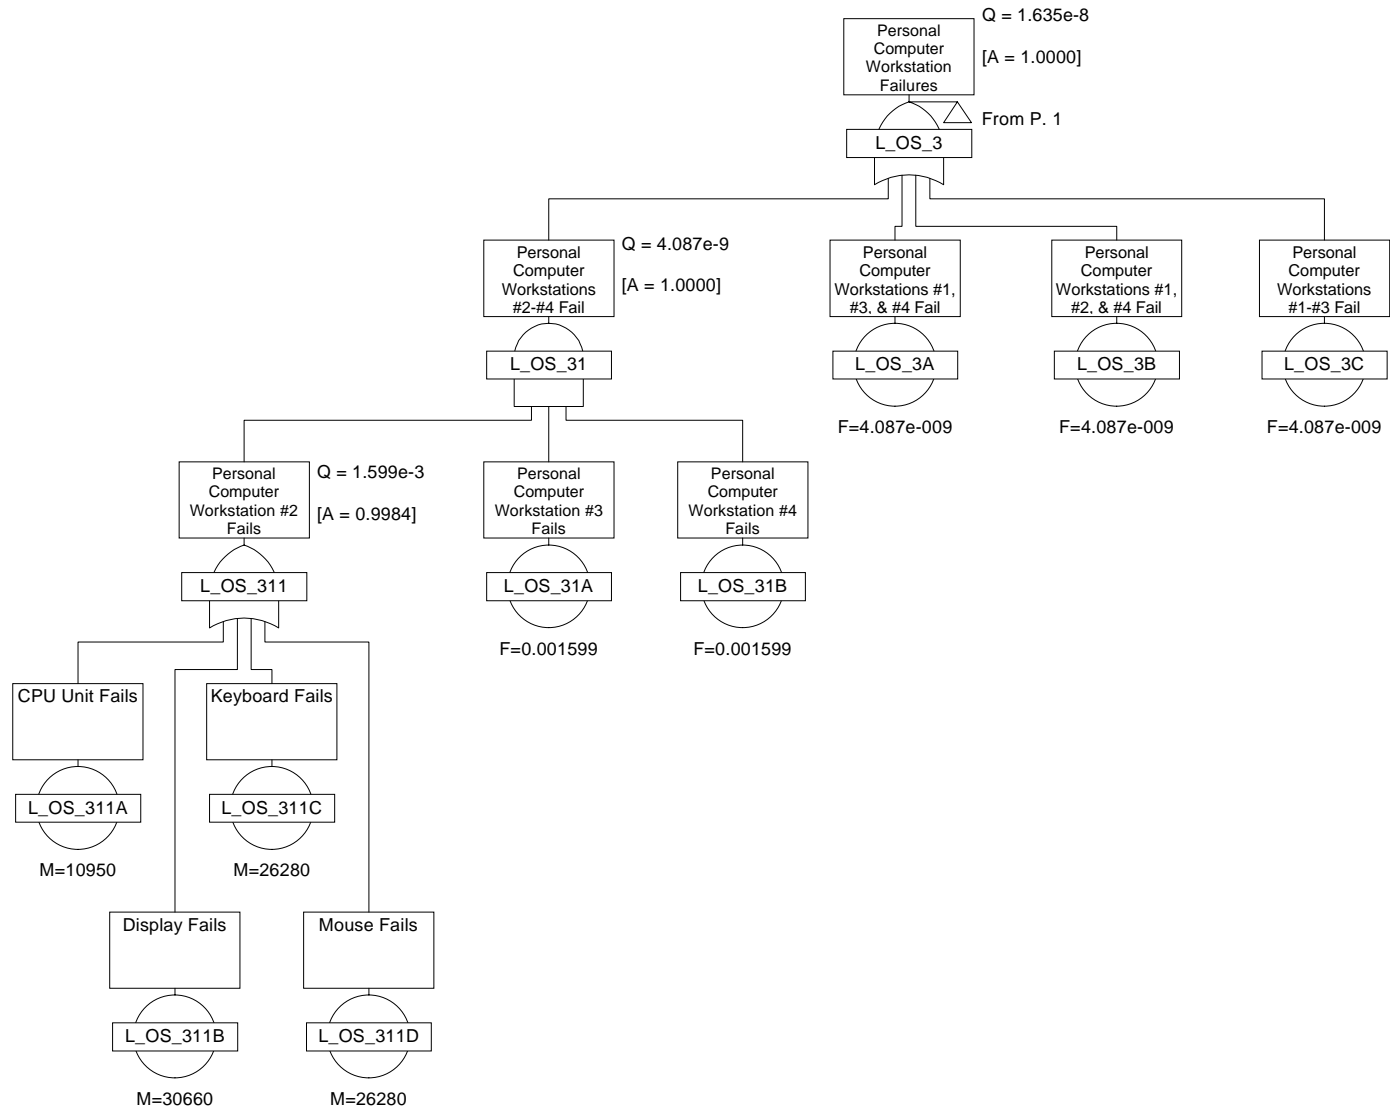 Personal
Computer
Workstation
Failures
Q = 1.635e-8
[A = 1.0000]
From P. 1
L_OS_3
Personal
Computer
Workstations
#2-#4 Fail
Q = 4.087e-9
[A = 1.0000]
L_OS_31
Personal
Computer
Workstations #1,
#3, & #4 Fail
L_OS_3A
F=4.087e-009
Personal
Computer
Workstations #1,
#2, & #4 Fail
L_OS_3B
F=4.087e-009
Personal
Computer
Workstations
#1-#3 Fail
L_OS_3C
F=4.087e-009
Personal
Computer
Workstation #2
Fails
Q = 1.599e-3
[A = 0.9984]
L_OS_311
Personal
Computer
Workstation #3
Fails
L_OS_31A
F=0.001599
Personal
Computer
Workstation #4
Fails
L_OS_31B
F=0.001599
CPU Unit Fails
L_OS_311A
M=10950
Keyboard Fails
L_OS_311C
M=26280
Display Fails
L_OS_311B
M=30660
Mouse Fails
L_OS_311D
M=26280